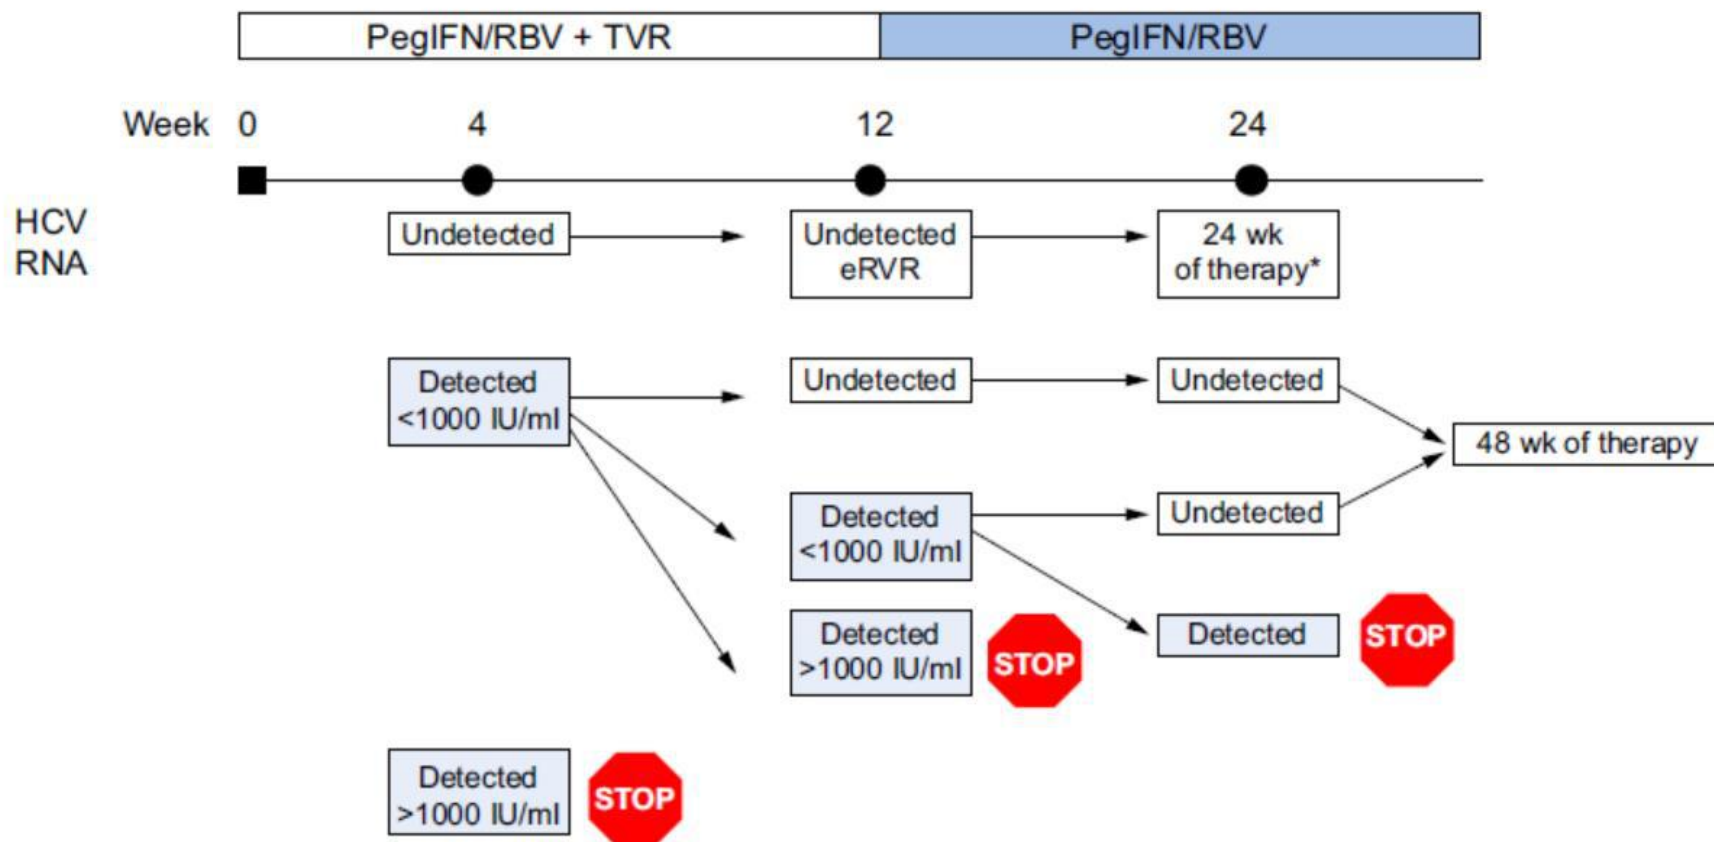 PegIFN/RBV + TVR
PegIFN/RBV
Week 0 4 12 24
HCV
RNA
Undetected
Undetected
eRVR
24 wk
of therapy*
Detected
<1000 IU/ml
Undetected
Undetected
48 wk of therapy
Detected
<1000 IU/ml
Undetected
Detected
>1000 IU/ml
STOP
Detected
STOP
Detected
>1000 IU/ml
STOP